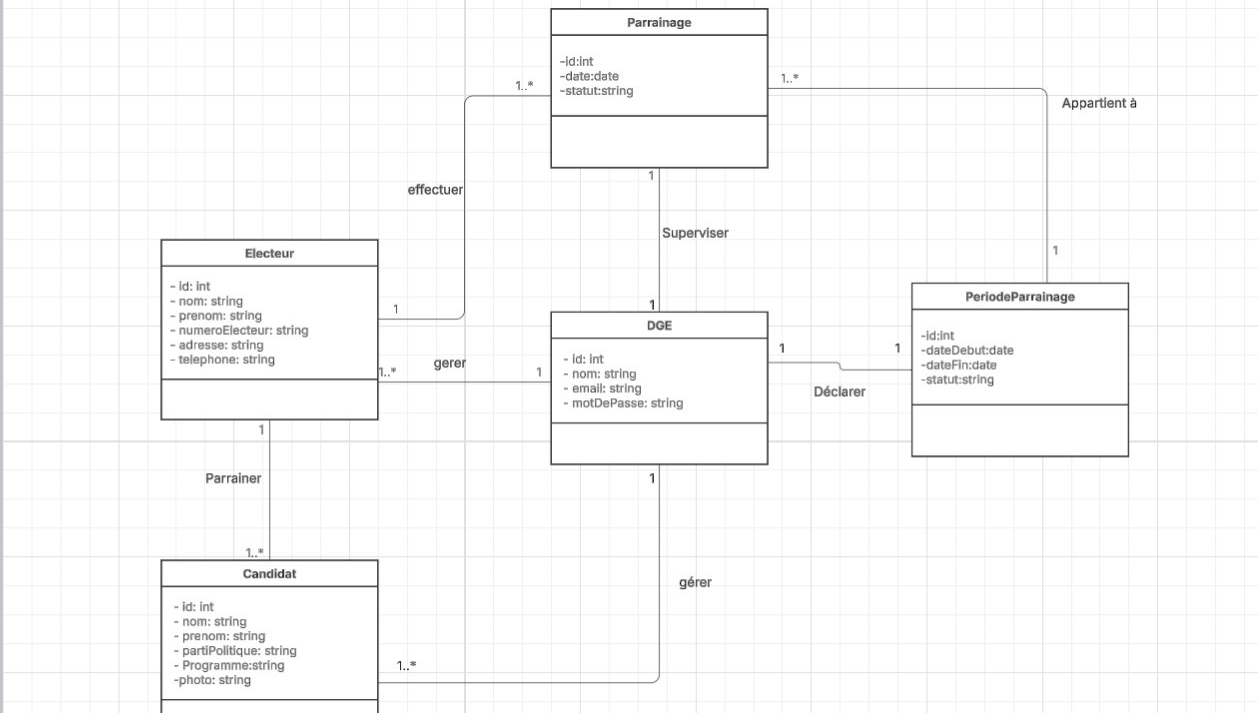 Parrainage
-id:int
-date:date
-statut:string
1..*
1..*
Appartient à
1
effectuer
Superviser
1
Electeur
- id: int
- nom: string
- prenom: string
- numeroElecteur: string
- adresse: string
- telephone: string
1
gerer
1..*
1
1
DGE
- id: int
- nom: string
- email: string
- motDePasse: string
1
1
Déclarer
PeriodeParrainage
-id:int
-dateDebut:date
-dateFin:date
-statut:string
1
Parrainer
1..*
1
gérer
1..*
Candidat
- id: int
- nom: string
- prenom: string
- partiPolitique: string
- Programme:string
-photo: string